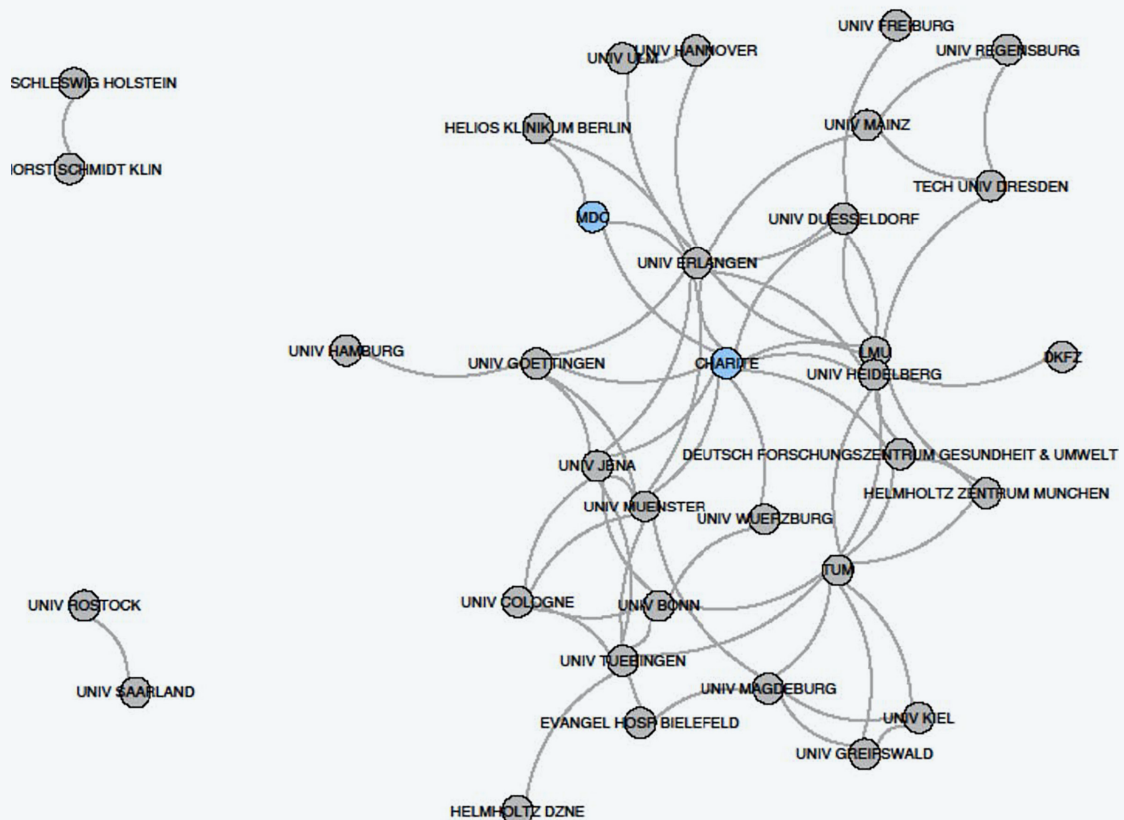 UNIV FREIBURG
UNIV HANNOVER
UNIV REGENSBURG
UNIV ULM
SCHLESWIG HOLSTEIN
UNIV MAINZ
HELIOS KLINIKUM BERLIN
ORST SCHMIDT KLIN
TECH UNIV DRESDEN
MDC
UNIV DUESSELDORF
UNIV ERLANGEN
UNIV HAMBURG
LMU
DKFZ
UNIV GOETTINGEN
CHARITE
UNIV HEIDELBERG
DEUTSCH FORSCHUNGSZENTRUM GESUNDHEIT & UMWELT
UNIV JENA
HELMHOLTZ ZENTRUM MUNCHEN
UNIV MUENSTER
UNIV WUERZBURG
TUM
UNIV COLOGNE
UNIV ROSTOCK
UNIV BONN
UNIV TUEBINGEN
UNIV MAGDEBURG
UNIV SAARLAND
UNIV KIEL
EVANGEL HOSP BIELEFELD
UNIV GREIFSWALD
HELMHOLTZ DZNE